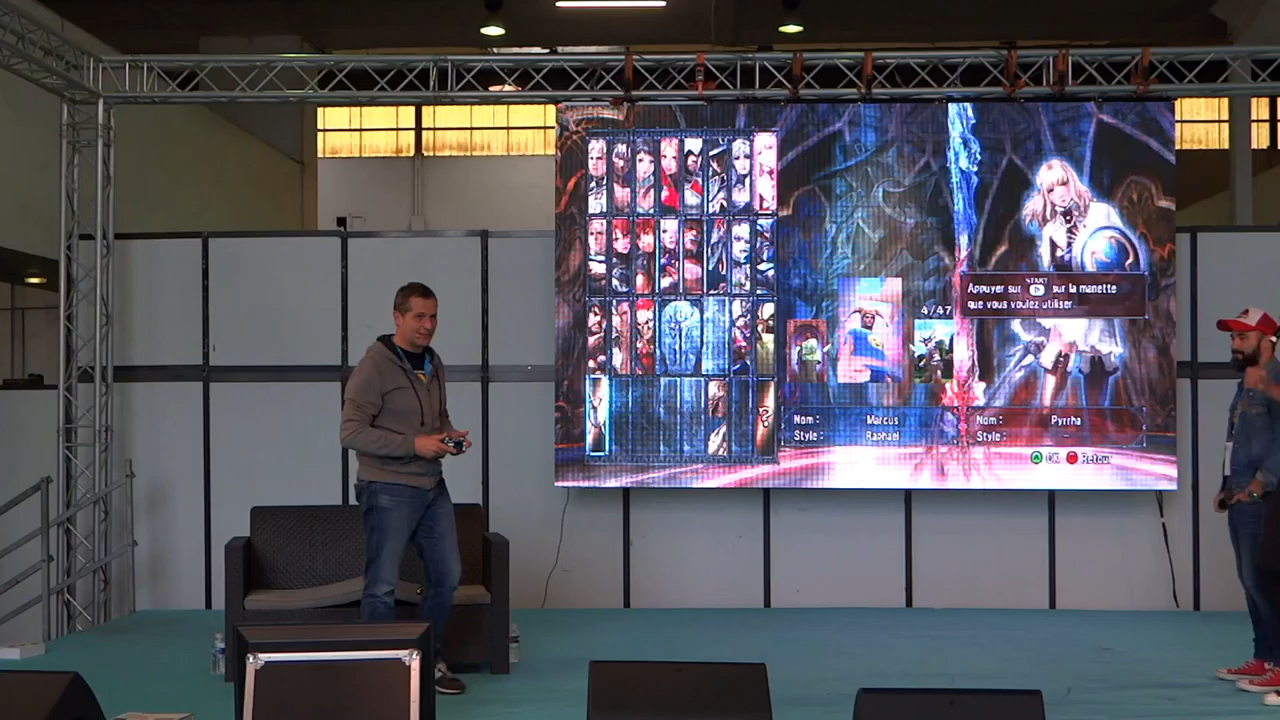 4/47
START
Appuyer sur sur la manette
que vous voulez utiliser.
Nom : Marcus
Style : Raphael
Nom : Pyrrha
Style : -
OK Retour
?